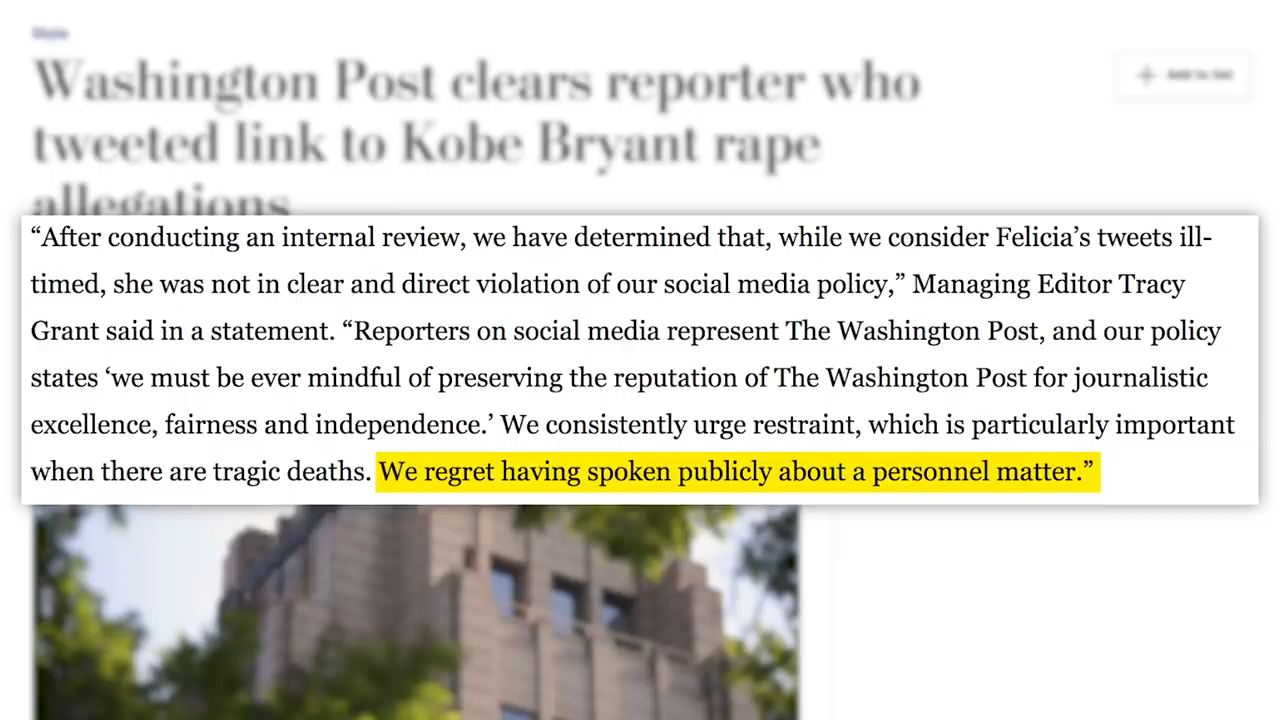 Style
Washington Post clears reporter who
tweeted link to Kobe Bryant rape
allegations
Add to list
“After conducting an internal review, we have determined that, while we consider Felicia’s tweets ill-
timed, she was not in clear and direct violation of our social media policy,” Managing Editor Tracy
Grant said in a statement. “Reporters on social media represent The Washington Post, and our policy
states ‘we must be ever mindful of preserving the reputation of The Washington Post for journalistic
excellence, fairness and independence.’ We consistently urge restraint, which is particularly important
when there are tragic deaths. We regret having spoken publicly about a personnel matter.”